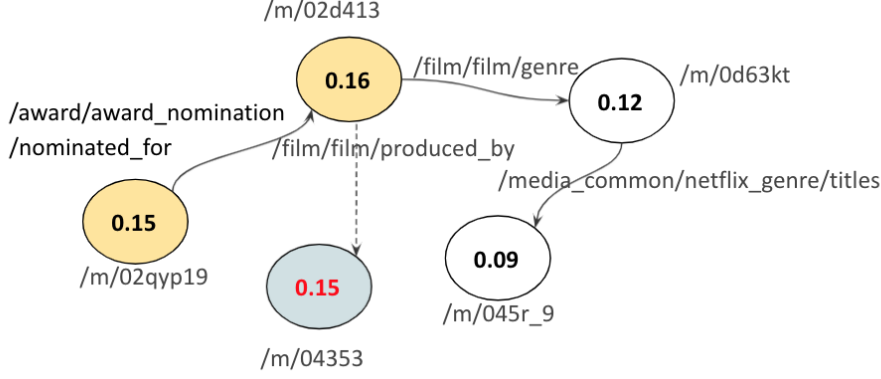 /m/02d413
0.16
/film/film/genre
/m/0d63kt
0.12
/award/award_nomination
/nominated_for
/film/film/produced_by
/media_common/netflix_genre/titles
0.15
/m/02qyp19
0.15
/m/04353
0.09
/m/045r_9